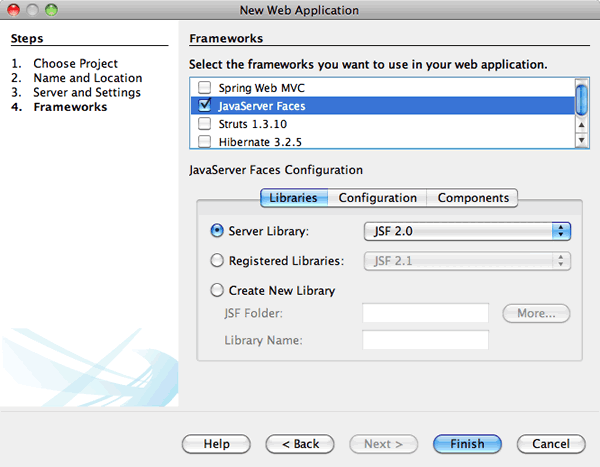 New Web Application
Steps
1. Choose Project
2. Name and Location
3. Server and Settings
4. Frameworks
Frameworks
Select the frameworks you want to use in your web application.
Spring Web MVC
JavaServer Faces
Struts 1.3.10
Hibernate 3.2.5
JavaServer Faces Configuration
Libraries Configuration Components
Server Library: JSF 2.0
Registered Libraries: JSF 2.1
Create New Library
JSF Folder: More...
Library Name:
Help < Back Next > Finish Cancel